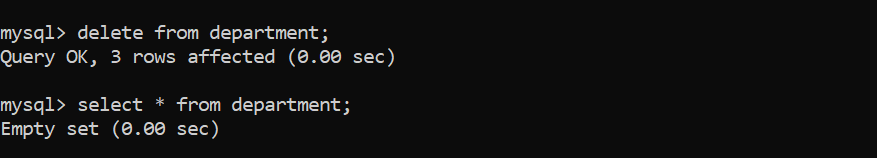 mysql> delete from department;
Query OK, 3 rows affected (0.00 sec)
mysql> select * from department;
Empty set (0.00 sec)